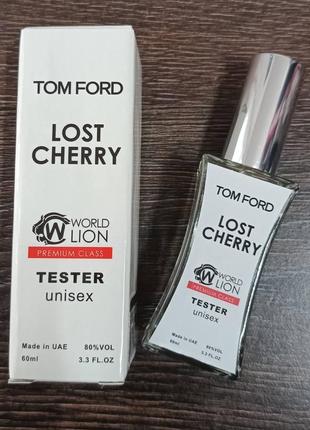 TOM FORD
LOST
CHERRY
WORLD
LION
PREMIUM CLASS
TESTER
unisex
Made in UAE 80%VOL
60ml 3.3 FL.OZ
TOM FORD
LOST
CHERRY
WORLD
LION
PREMIUM CLASS
TESTER
unisex
Made in UAE 80%VOL
60ml 3.3 FL.OZ